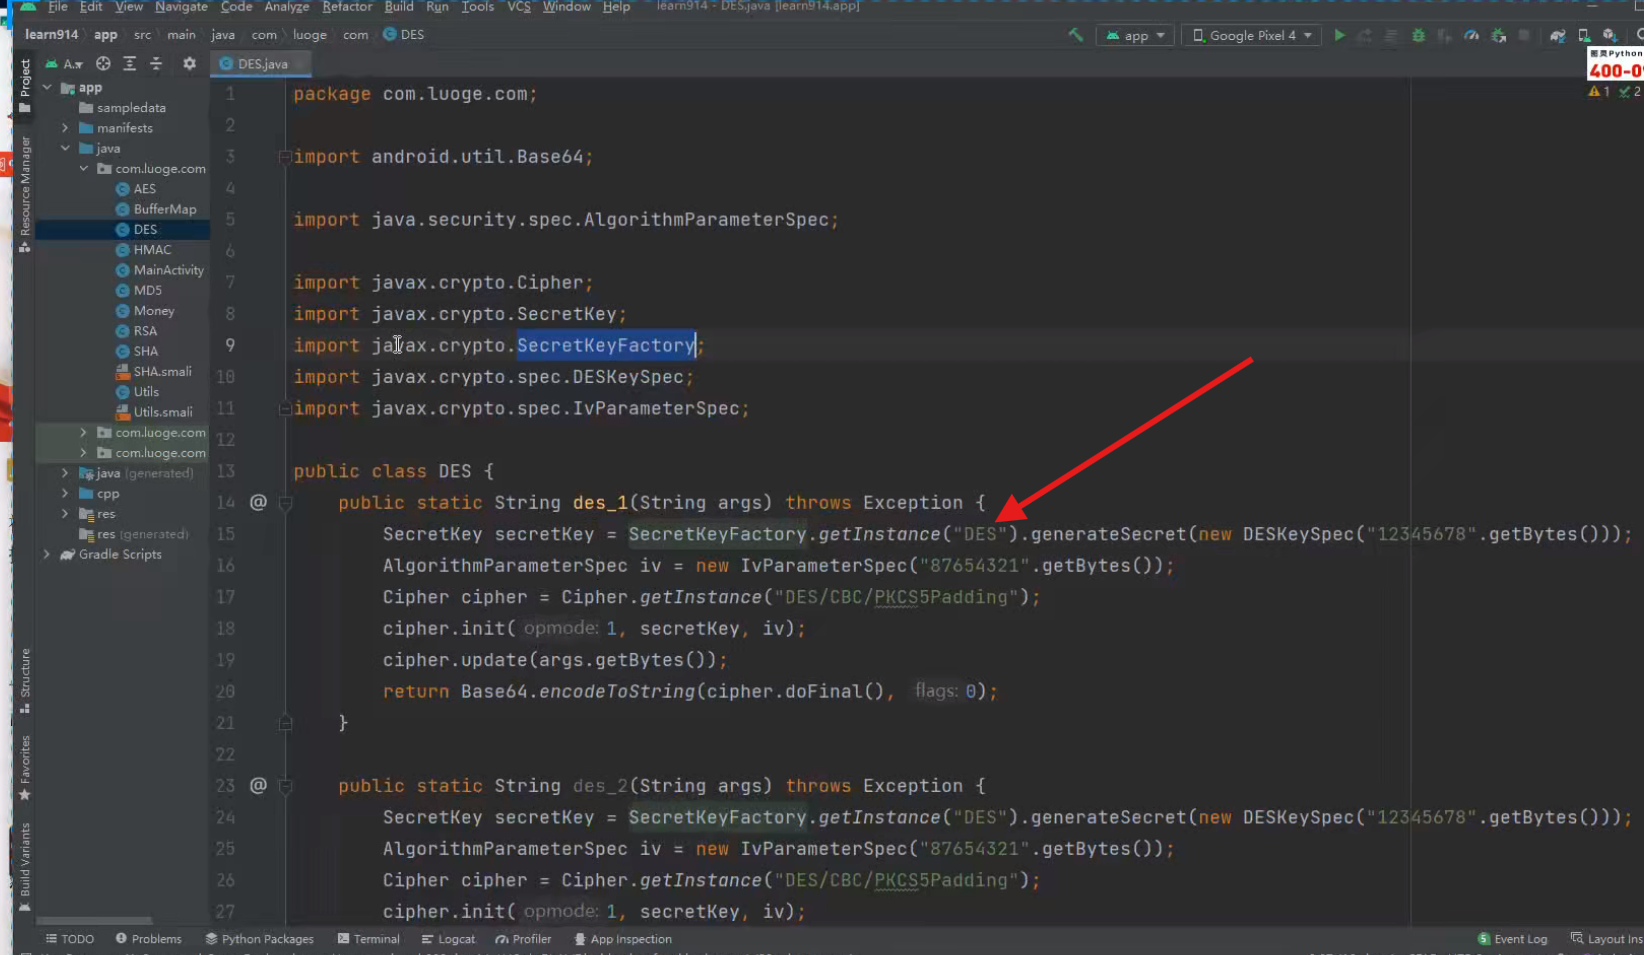 File Edit View Navigate Code Analyze Refactor Build Run Tools VCS Window Help learn914 - DES.java [learn914.app]
learn914 app src main java com luoge com DES
app Google Pixel 4
图灵Python
Project
A..
DES.java
1 2
app
sampledata
manifests
java
com.luoge.com
AES
BufferMap
DES
HMAC
MainActivity
MD5
Money
RSA
SHA
SHA.smali
Utils
Utils.smali
com.luoge.com
com.luoge.com
java (generated)
cpp
res
res (generated)
Gradle Scripts
Resource Manager
Structure
Favorites
Build Variants
1 package com.luoge.com;
2
3 import android.util.Base64;
4
5 import java.security.spec.AlgorithmParameterSpec;
6
7 import javax.crypto.Cipher;
8 import javax.crypto.SecretKey;
9 import javax.crypto.SecretKeyFactory;
10 import javax.crypto.spec.DESKeySpec;
11 import javax.crypto.spec.IvParameterSpec;
12
13 public class DES {
14 @ public static String des_1(String args) throws Exception {
15 SecretKey secretKey = SecretKeyFactory.getInstance("DES").generateSecret(new DESKeySpec("12345678".getBytes()));
16 AlgorithmParameterSpec iv = new IvParameterSpec("87654321".getBytes());
17 Cipher cipher = Cipher.getInstance("DES/CBC/PKCS5Padding");
18 cipher.init( opmode: 1, secretKey, iv);
19 cipher.update(args.getBytes());
20 return Base64.encodeToString(cipher.doFinal(), flags: 0);
21 }
22
23 @ public static String des_2(String args) throws Exception {
24 SecretKey secretKey = SecretKeyFactory.getInstance("DES").generateSecret(new DESKeySpec("12345678".getBytes()));
25 AlgorithmParameterSpec iv = new IvParameterSpec("87654321".getBytes());
26 Cipher cipher = Cipher.getInstance("DES/CBC/PKCS5Padding");
27 cipher.init( opmode: 1, secretKey, iv);
TODO Problems Python Packages Terminal Logcat Profiler App Inspection 5 Event Log Layout Ins